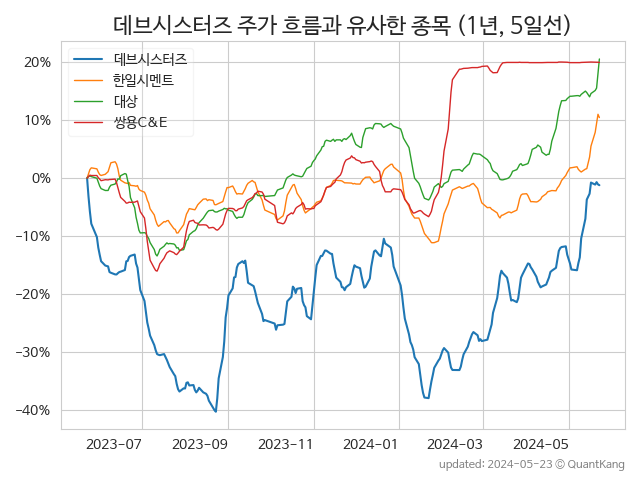 데브시스터즈 주가 흐름과 유사한 종목 (1년, 5일선)
20%
10%
0%
−10%
−20%
−30%
−40%
데브시스터즈
한일시멘트
대상
쌍용C&E
2023-07
2023-09
2023-11
2024-01
2024-03
2024-05
updated: 2024-05-23 © QuantKang